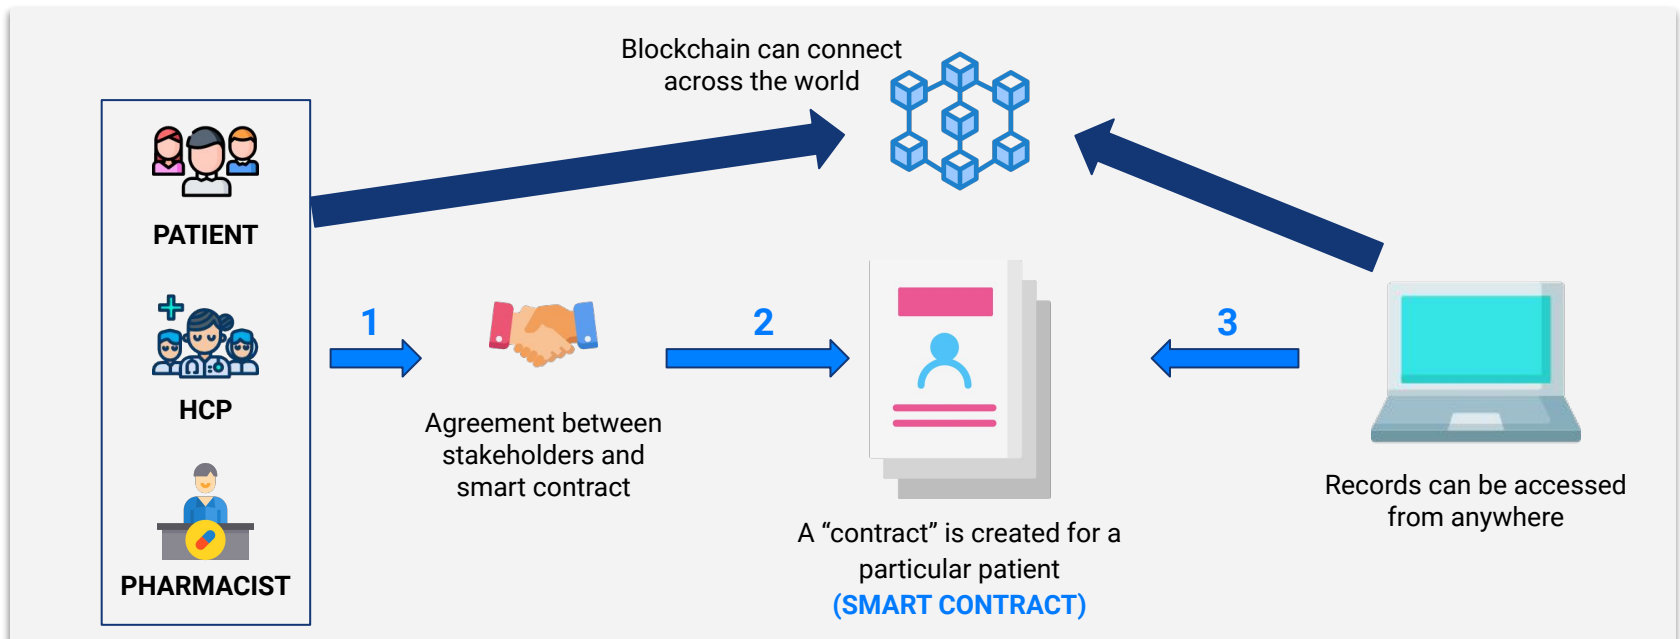 Blockchain can connect
across the world
PATIENT
HCP
PHARMACIST
1
Agreement between
stakeholders and
smart contract
2
A “contract” is created for a
particular patient
(SMART CONTRACT)
3
Records can be accessed
from anywhere